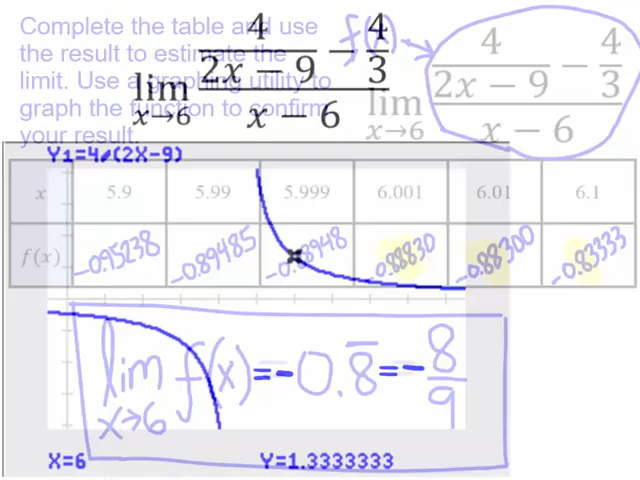 Complete the table and use
the result to estimate the
limit. Use a graphing utility to
graph the function to confirm
your result.
lim x→6 (4/(2x − 9) − 4/3)/(x − 6)
f(x) → lim x→6 (4/(2x − 9) − 4/3)/(x − 6)
Y1=4/(2X-9)
x 5.9 5.99 5.999 6.001 6.01 6.1
f(x) -0.95238 -0.89485 -0.8948 -0.88830 -0.88300 -0.83333
lim x→6 f(x) = -0.8̅ = -8/9
X=6 Y=1.3333333